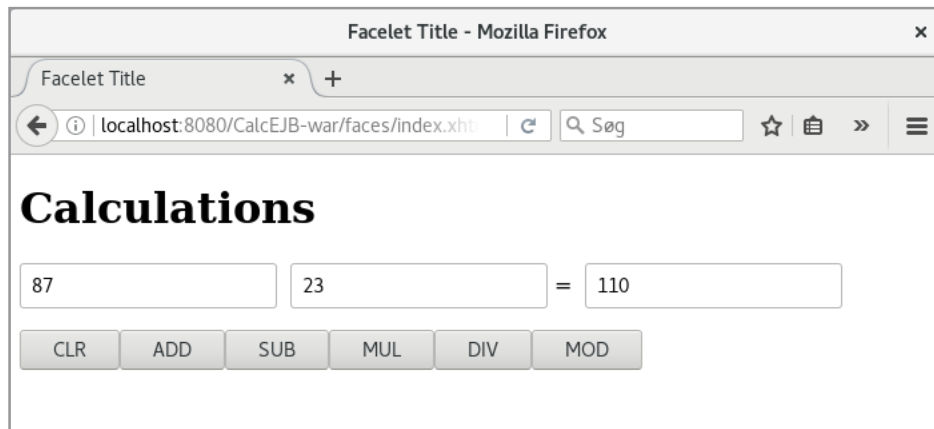 Facelet Title - Mozilla Firefox ×
Facelet Title × +
localhost:8080/CalcEJB-war/faces/index.xht Søg »
Calculations
87 23 = 110
CLR ADD SUB MUL DIV MOD